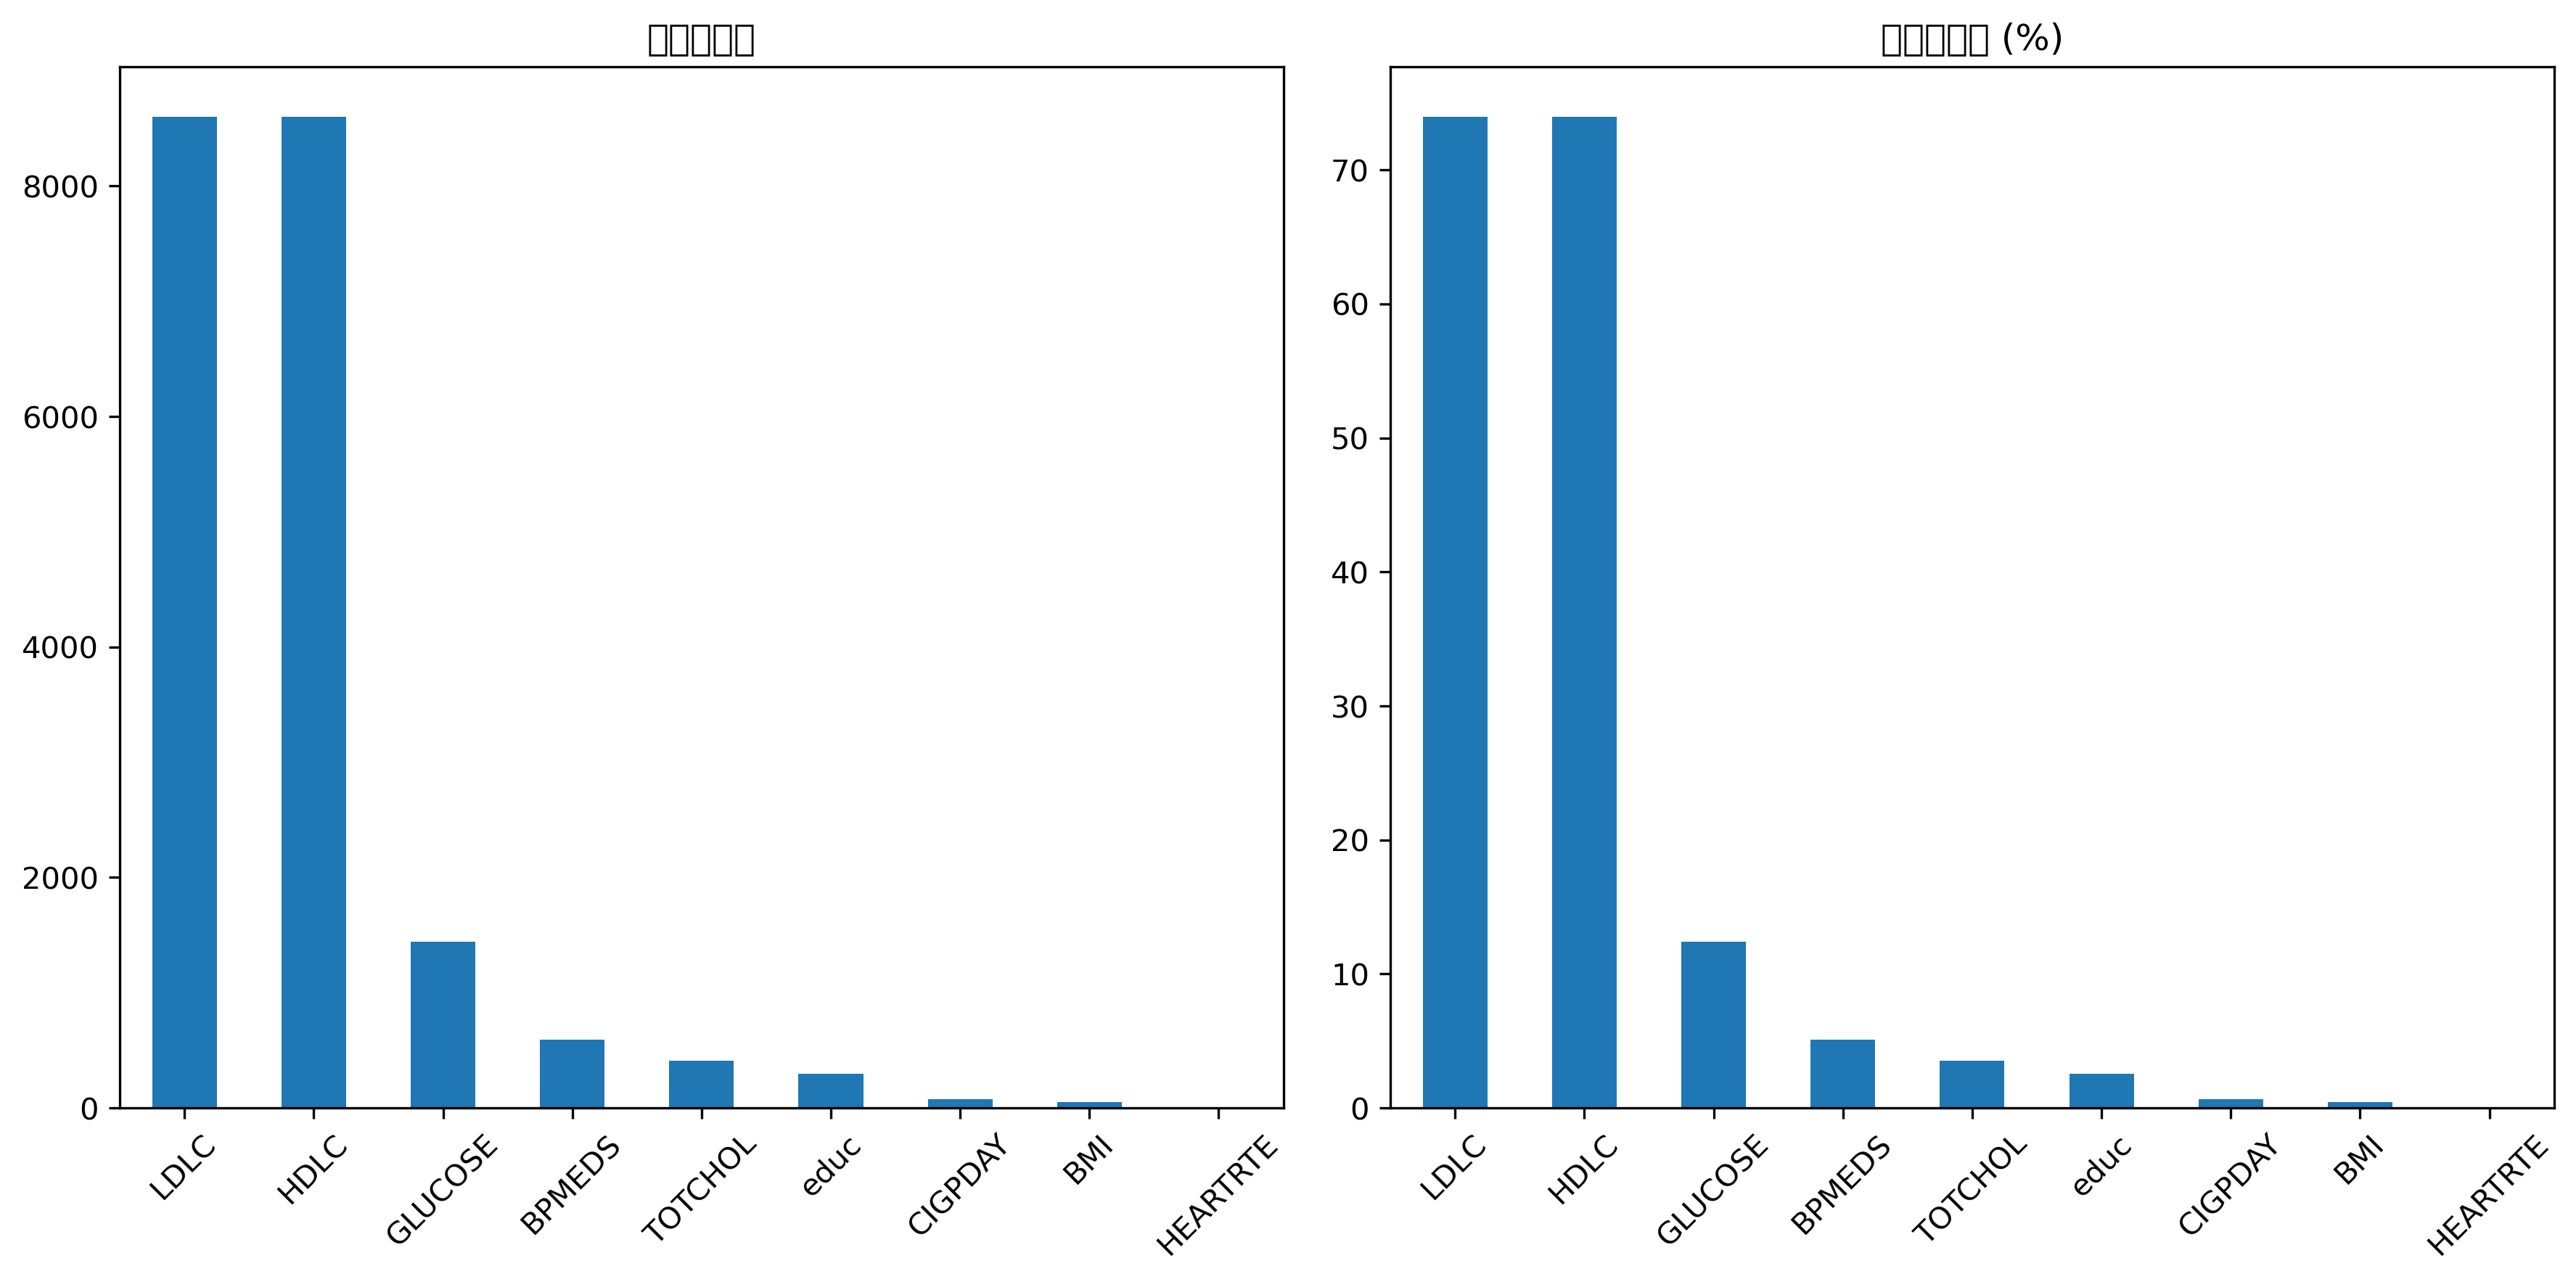 (%)
8000
6000
4000
2000
0
LDLC
HDLC
GLUCOSE
BPMEDS
TOTCHOL
educ
CIGPDAY
BMI
HEARTRTE
70
60
50
40
30
20
10
0
LDLC
HDLC
GLUCOSE
BPMEDS
TOTCHOL
educ
CIGPDAY
BMI
HEARTRTE